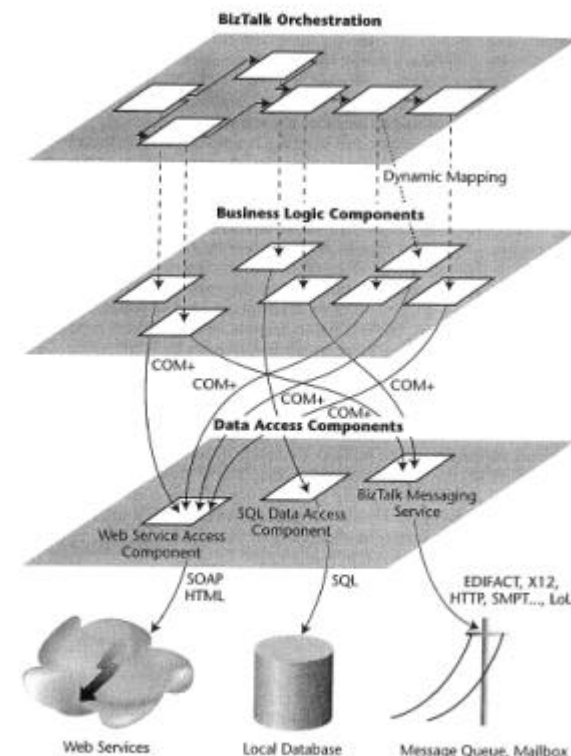 BizTalk Orchestration
Dynamic Mapping
Business Logic Components
COM+
COM+
COM+
COM+
COM+
Data Access Components
Web Service Access
Component
SQL Data Access
Component
BizTalk Messaging
Service
SOAP
HTML
SQL
EDIFACT, X12,
HTTP, SMPT..., LoL
Web Services
Local Database
Message Queue, Mailbox